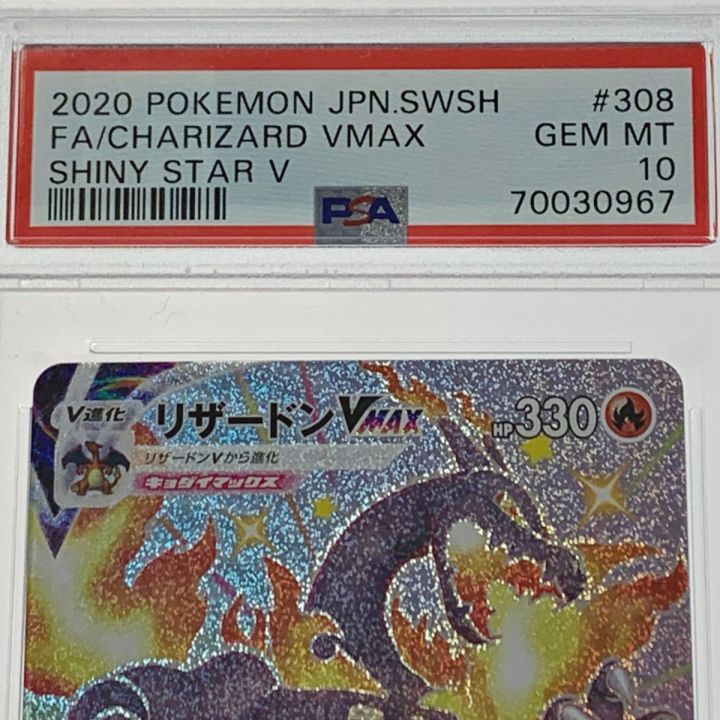 2020 POKEMON JPN.SWSH #308
FA/CHARIZARD VMAX GEM MT
SHINY STAR V 10
PSA 70030967
V進化 リザードンVMAX HP330
リザードンVから進化
キョダイマックス